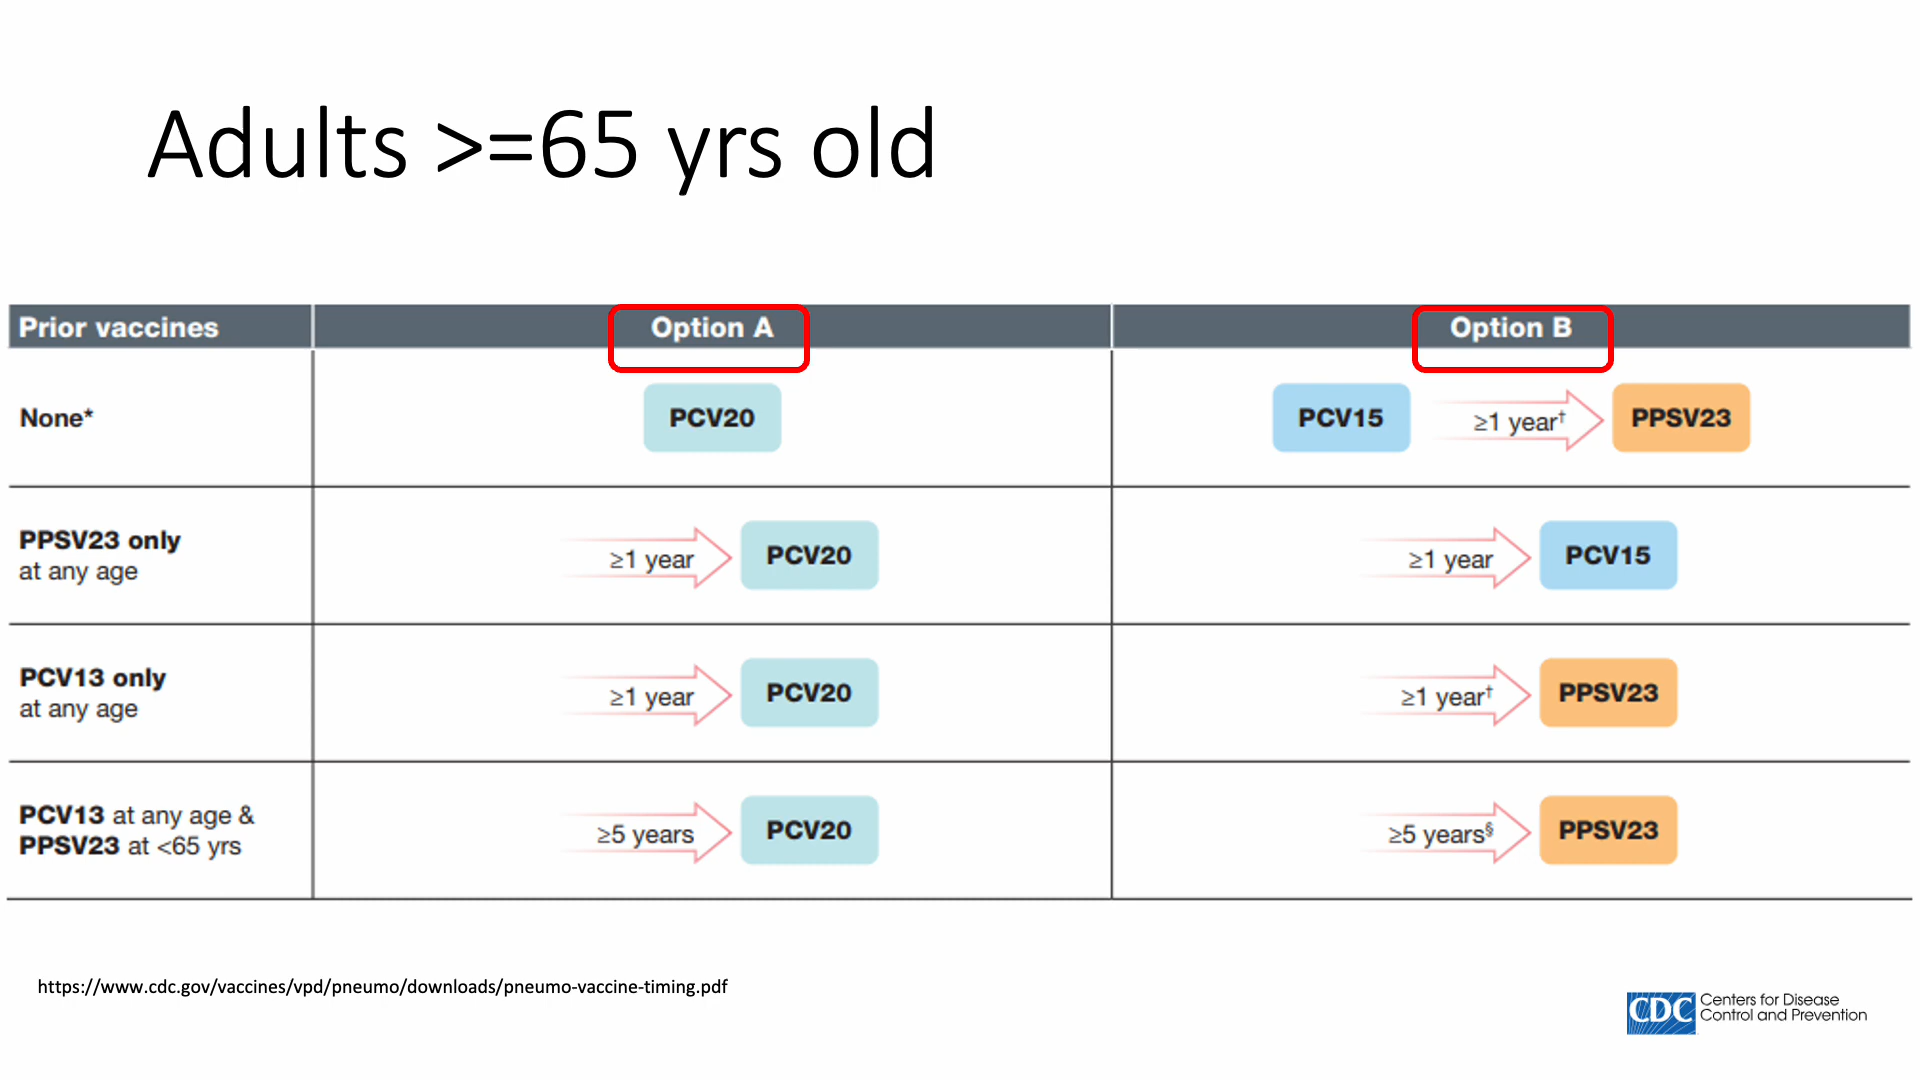 Adults >=65 yrs old
Prior vaccines
Option A
Option B
None*
PCV20
PCV15
≥1 year†
PPSV23
PPSV23 only
at any age
≥1 year
PCV20
≥1 year
PCV15
PCV13 only
at any age
≥1 year
PCV20
≥1 year†
PPSV23
PCV13 at any age &
PPSV23 at <65 yrs
≥5 years
PCV20
≥5 years§
PPSV23
https://www.cdc.gov/vaccines/vpd/pneumo/downloads/pneumo-vaccine-timing.pdf
CDC
Centers for Disease
Control and Prevention